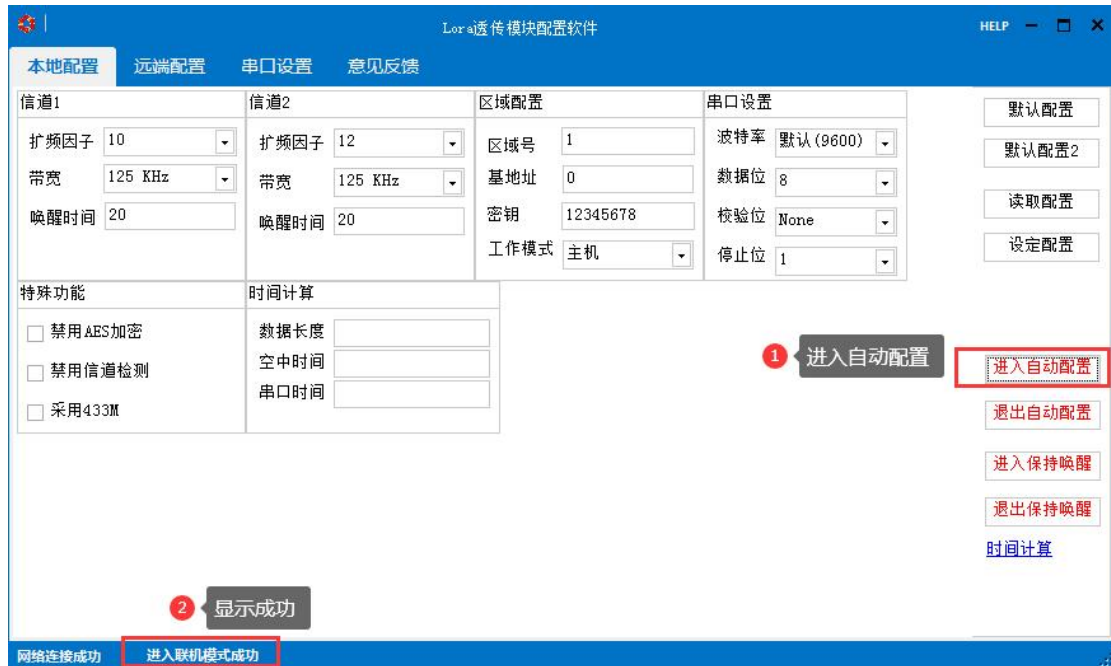 Lora透传模块配置软件
HELP
本地配置 远端配置 串口设置 意见反馈
信道1
扩频因子 10
带宽 125 KHz
唤醒时间 20
信道2
扩频因子 12
带宽 125 KHz
唤醒时间 20
区域配置
区域号 1
基地址 0
密钥 12345678
工作模式 主机
串口设置
波特率 默认(9600)
数据位 8
校验位 None
停止位 1
默认配置
默认配置2
读取配置
设定配置
特殊功能
禁用AES加密
禁用信道检测
采用433M
时间计算
数据长度
空中时间
串口时间
1 进入自动配置
进入自动配置
退出自动配置
进入保持唤醒
退出保持唤醒
时间计算
2 显示成功
网络连接成功 进入联机模式成功